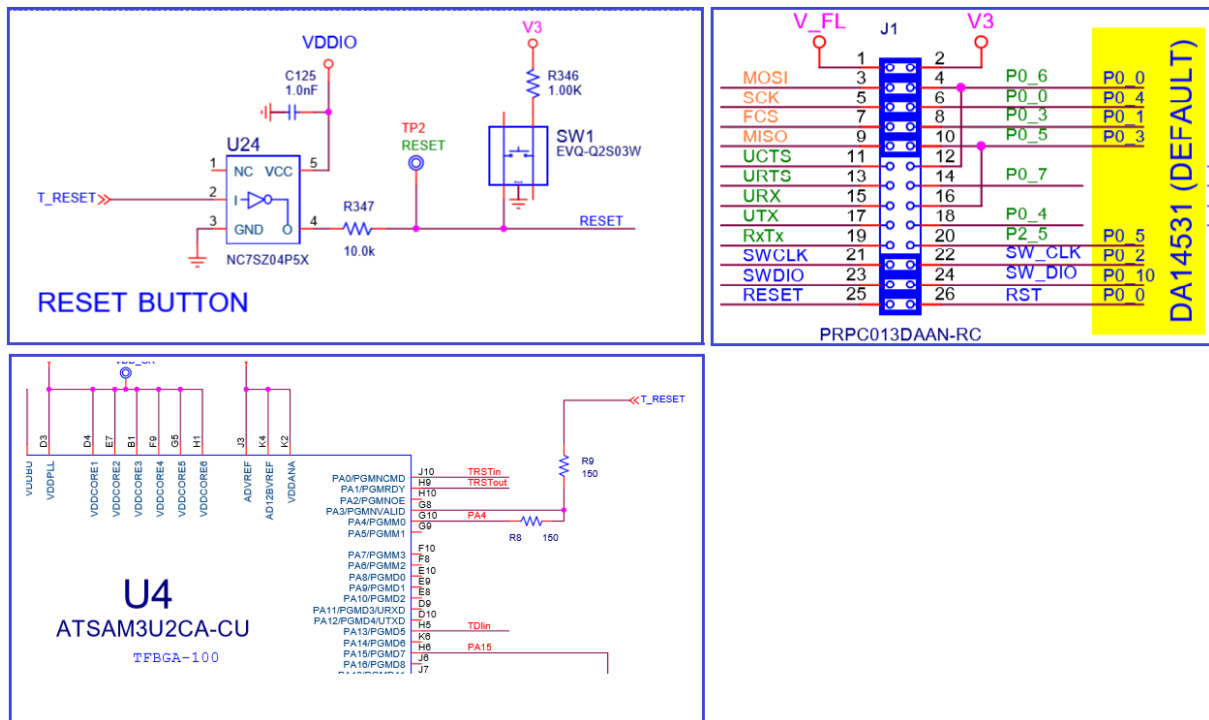 VDDIO
C125
1.0nF
U24
1 NC VCC 5
T_RESET 2 I
3 GND O 4
NC7SZ04P5X
R347
10.0k
TP2
RESET
V3
R346
1.00K
SW1
EVQ-Q2S03W
RESET
RESET BUTTON
V_FL J1 V3
1 2
MOSI 3 4 P0_6 P0_0
SCK 5 6 P0_0 P0_4
FCS 7 8 P0_3 P0_1
MISO 9 10 P0_5 P0_3
UCTS 11 12
URTS 13 14 P0_7
URX 15 16
UTX 17 18 P0_4
RxTx 19 20 P2_5 P0_5
SWCLK 21 22 SW_CLK P0_2
SWDIO 23 24 SW_DIO P0_10
RESET 25 26 RST P0_0
PRPC013DAAN-RC
DA14531 (DEFAULT)
D3
D4
E7
B1
F9
G5
H1
J3
K4
K2
VDDBU
VDDPLL
VDDCORE1
VDDCORE2
VDDCORE3
VDDCORE4
VDDCORE5
VDDCORE6
ADVREF
AD12BVREF
VDDANA
T_RESET
R9
150
PA0/PGMNCMD J10 TRSTin
PA1/PGMRDY H9 TRSTout
PA2/PGMNOE H10
PA3/PGMNVALID G8
PA4/PGMM0 G10 PA4
PA5/PGMM1 G9
R8 150
PA7/PGMM3 F10
PA6/PGMM2 F8
PA8/PGMD0 E10
PA9/PGMD1 E9
PA10/PGMD2 E8
PA11/PGMD3/URXD D9
PA12/PGMD4/UTXD D10
PA13/PGMD5 H5 TDIin
PA14/PGMD6 K6
PA15/PGMD7 H6 PA15
PA16/PGMD8 J6
J7
U4
ATSAM3U2CA-CU
TFBGA-100